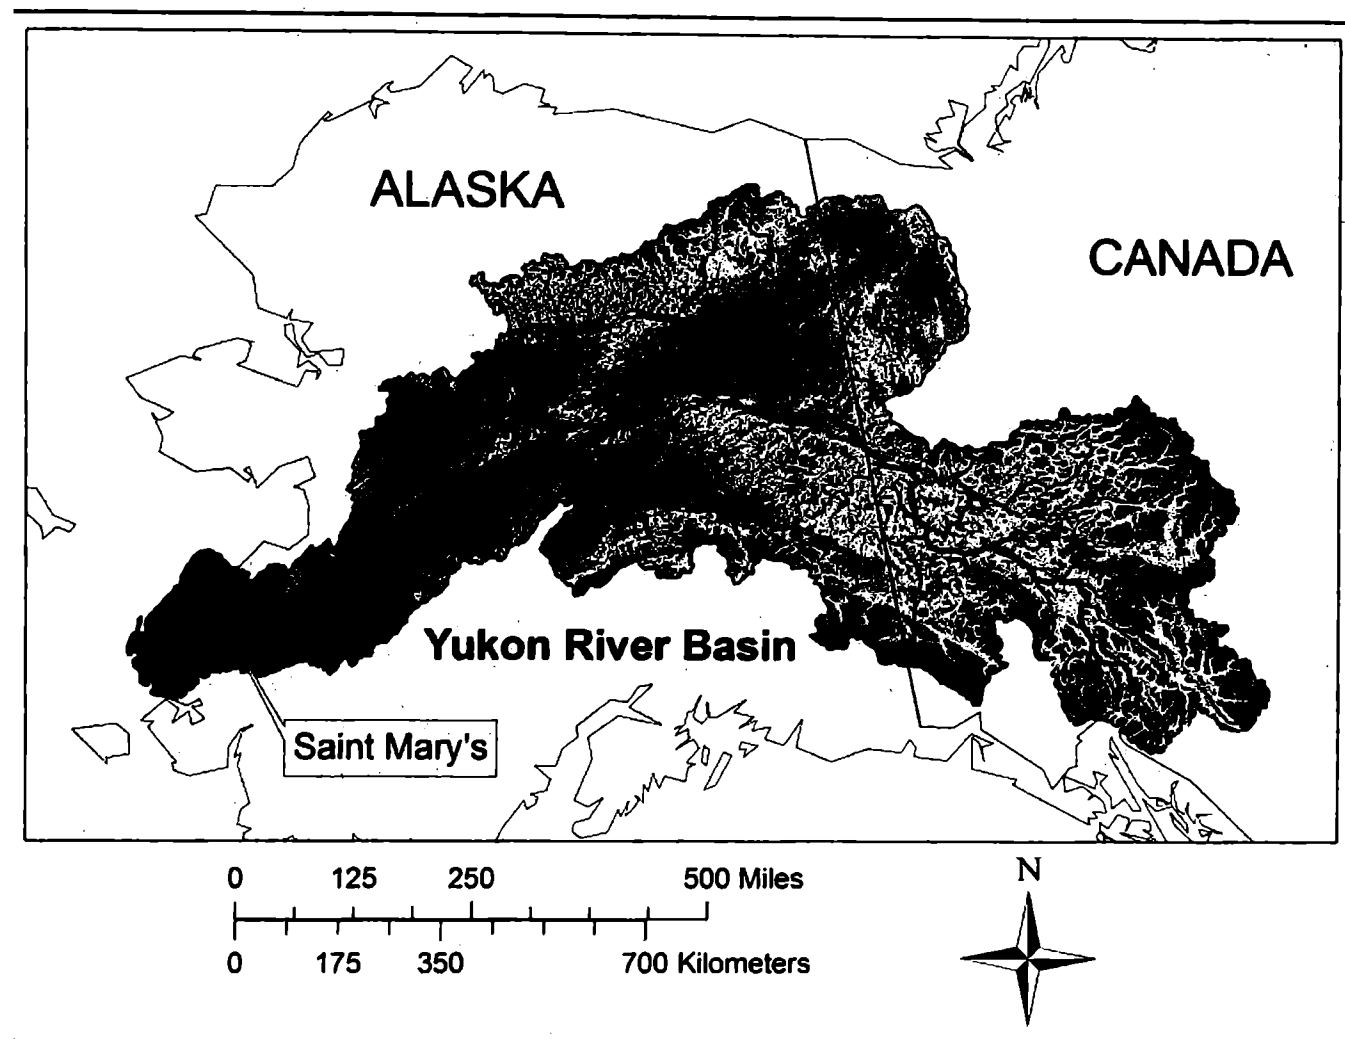 ALASKA
CANADA
Yukon River Basin
Saint Mary's
0 125 250 500 Miles
0 175 350 700 Kilometers
N